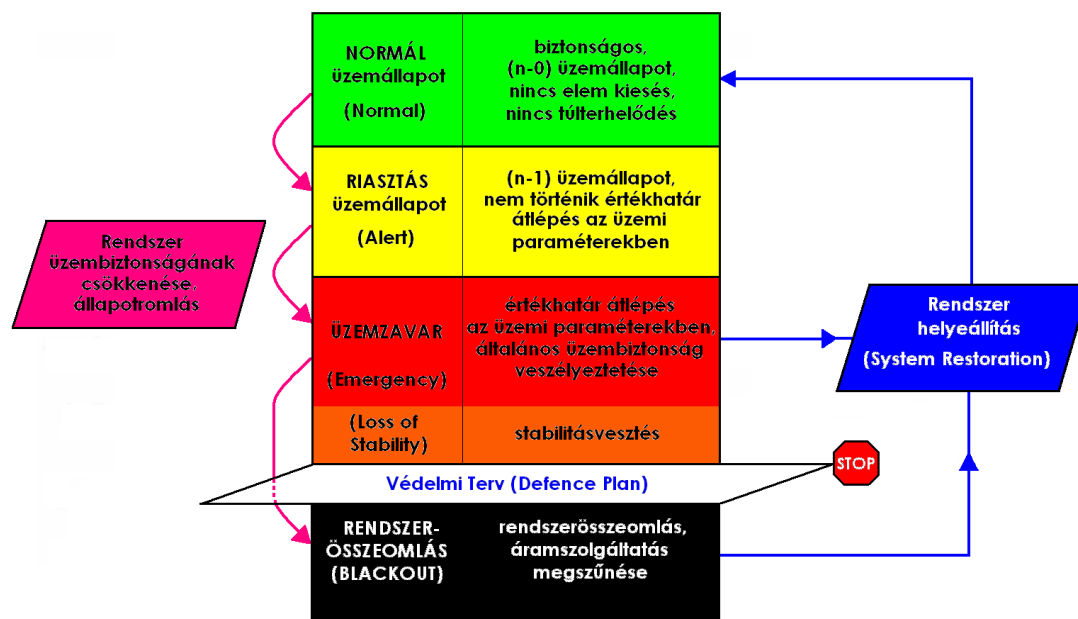 NORMÁL
üzemállapot
(Normal)
biztonságos,
(n-0) üzemállapot,
nincs elem kiesés,
nincs túlterhelődés
RIASZTÁS
üzemállapot
(Alert)
(n-1) üzemállapot,
nem történik értékhatár
átlépés az üzemi
paraméterekben
Rendszer
üzembiztonságának
csökkenése,
állapotromlás
ÜZEMZAVAR
(Emergency)
értékhatár átlépés
az üzemi paraméterekben,
általános üzembiztonság
veszélyeztetése
Rendszer
helyeállítás
(System Restoration)
(Loss of
Stability)
stabilitásvesztés
STOP
Védelmi Terv (Defence Plan)
RENDSZER-
ÖSSZEOMLÁS
(BLACKOUT)
rendszerösszeomlás,
áramszolgáltatás
megszűnése